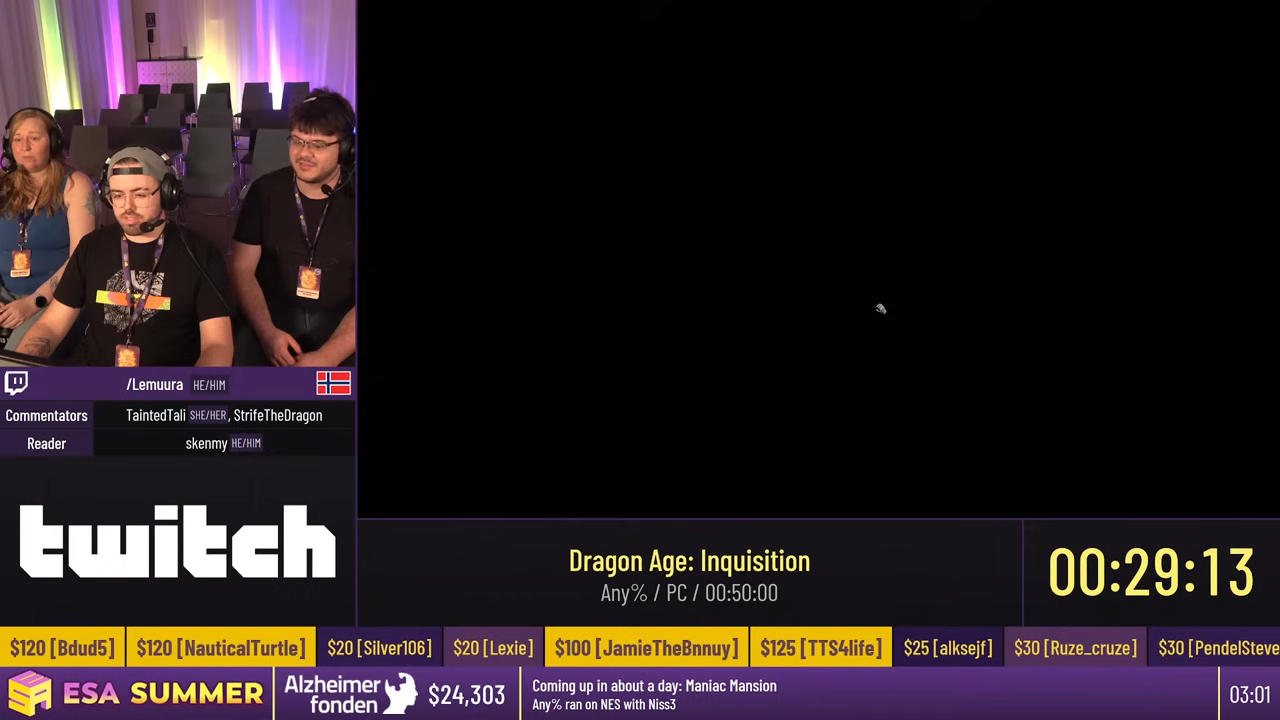 /Lemuura HE/HIM
Commentators TaintedTali SHE/HER, StrifeTheDragon
Reader skenmy HE/HIM
twitch
Dragon Age: Inquisition
Any% / PC / 00:50:00
00:29:13
$120 [Bdud5] $120 [NauticalTurtle] $20 [Silver106] $20 [Lexie] $100 [JamieTheBnnuy] $125 [TTS4life] $25 [alksejf] $30 [Ruze_cruze] $30 [PendelSteve
ESA SUMMER
Alzheimer
fonden
$24,303
Coming up in about a day: Maniac Mansion
Any% ran on NES with Niss3
03:01